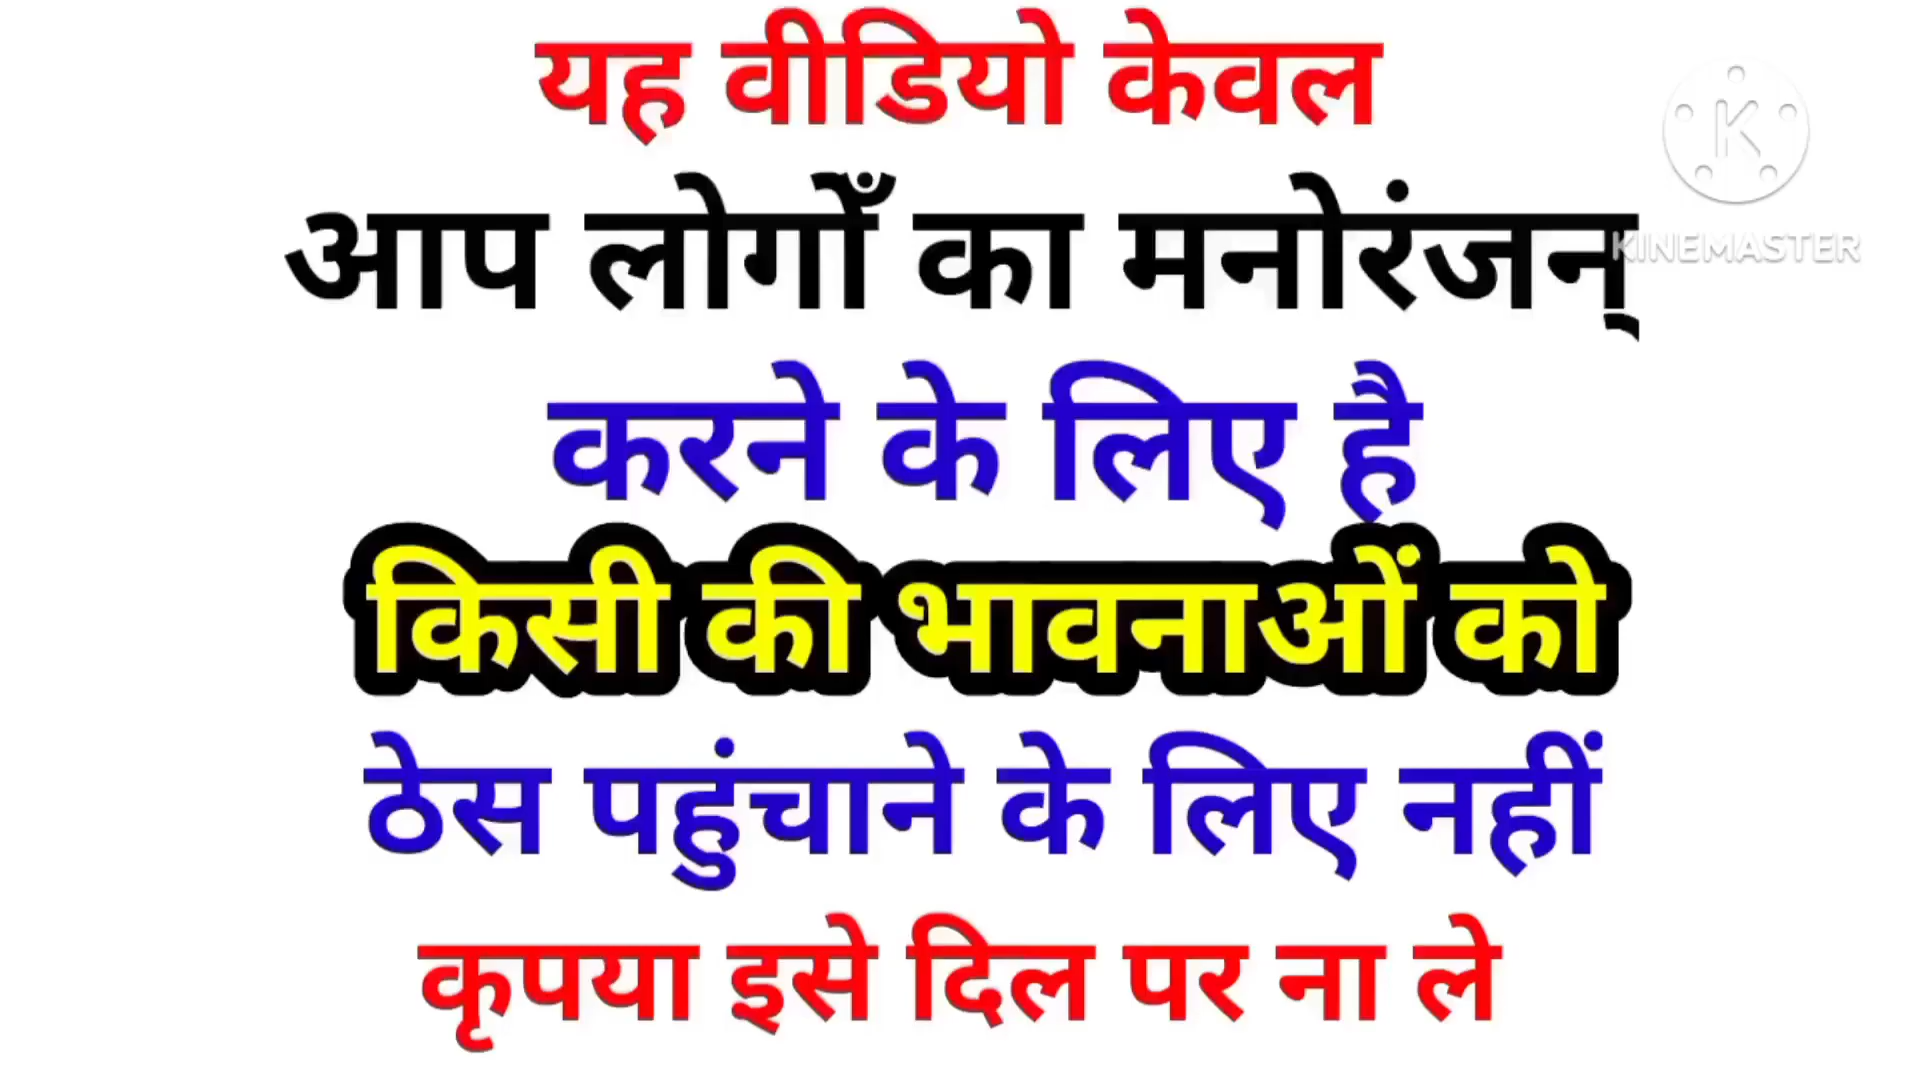 यह वीडियो केवल
आप लोगोँ का मनोरंजन्
KINEMASTER
करने के लिए है
किसी की भावनाओं को
ठेस पहुंचाने के लिए नहीं
कृपया इसे दिल पर ना ले